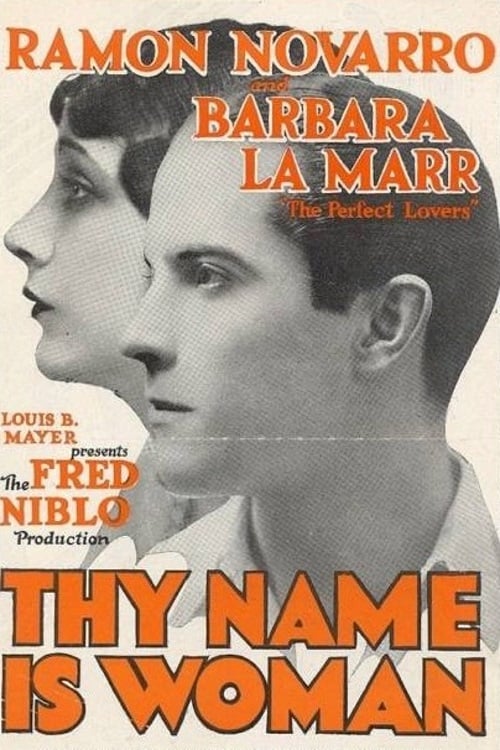 RAMON NOVARRO
and
BARBARA
LA MARR
"The Perfect Lovers"
LOUIS B.
MAYER
presents
The FRED
NIBLO
Production
THY NAME
IS WOMAN